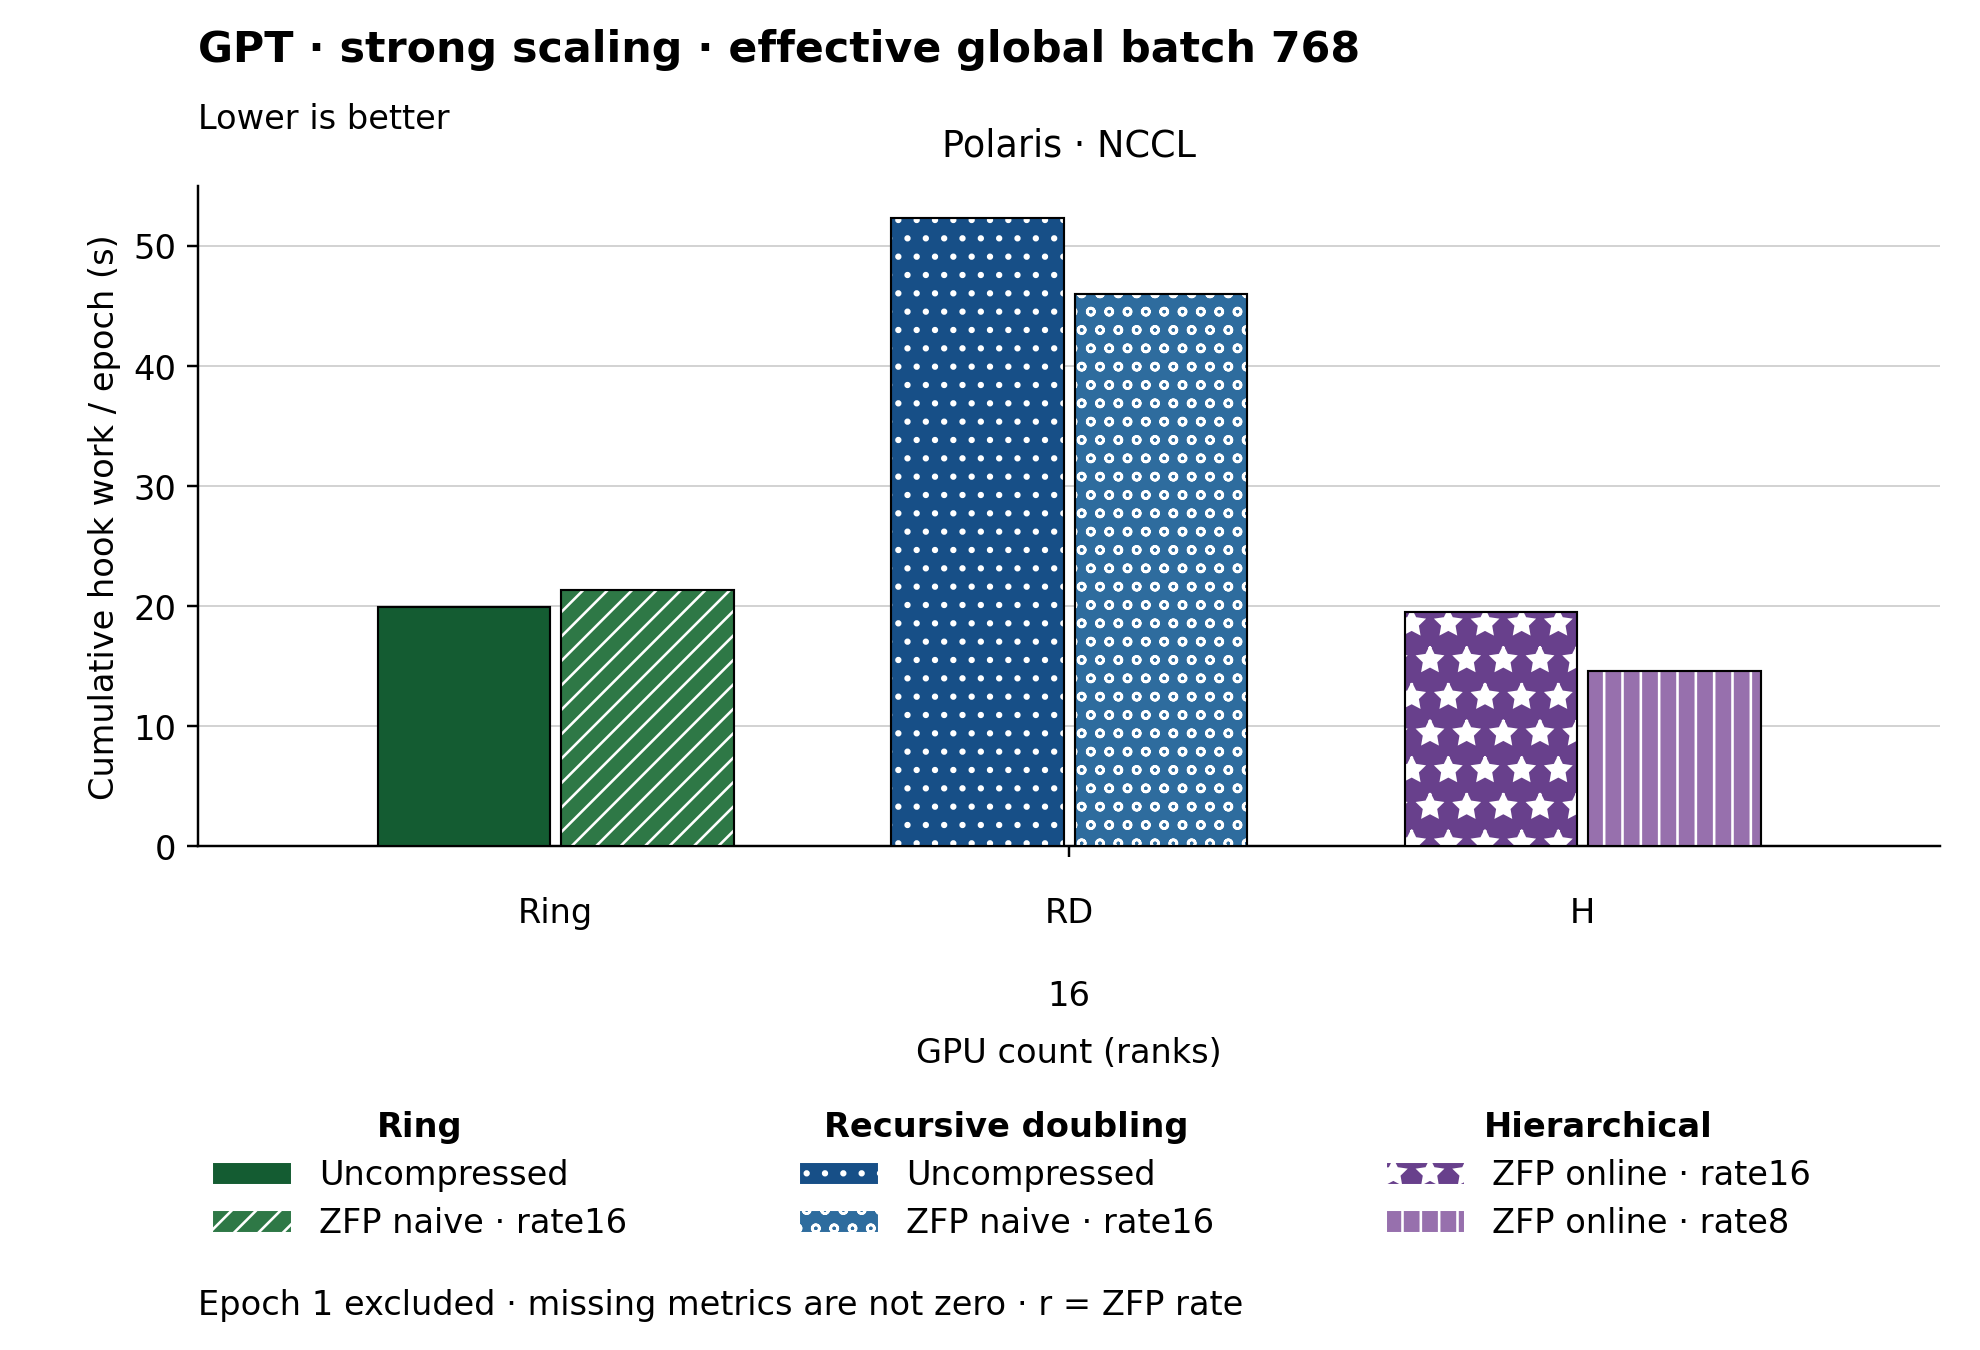 GPT · strong scaling · effective global batch 768
Lower is better
Polaris · NCCL
Cumulative hook work / epoch (s)
50
40
30
20
10
0
Ring RD H
16
GPU count (ranks)
Ring Recursive doubling Hierarchical
Uncompressed Uncompressed ZFP online · rate16
ZFP naive · rate16 ZFP naive · rate16 ZFP online · rate8
Epoch 1 excluded · missing metrics are not zero · r = ZFP rate